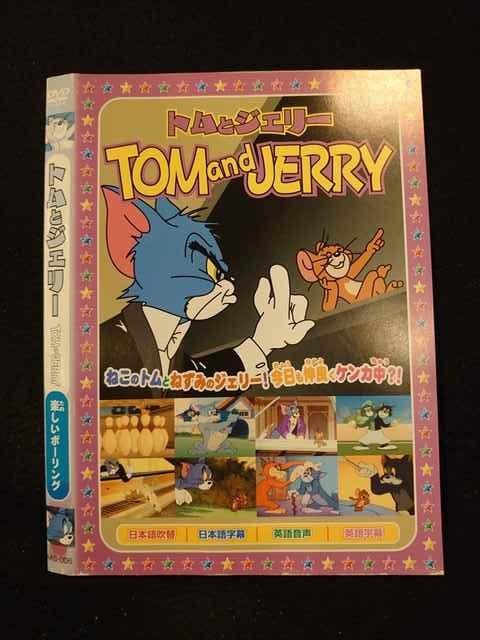 DVD
トムとジェリー
楽しいボーリング
トムとジェリー
TOM and JERRY
ねこのトムとねずみのジェリー!今日も仲良くケンカ中?!
日本語吹替
日本語字幕
英語音声
英語字幕